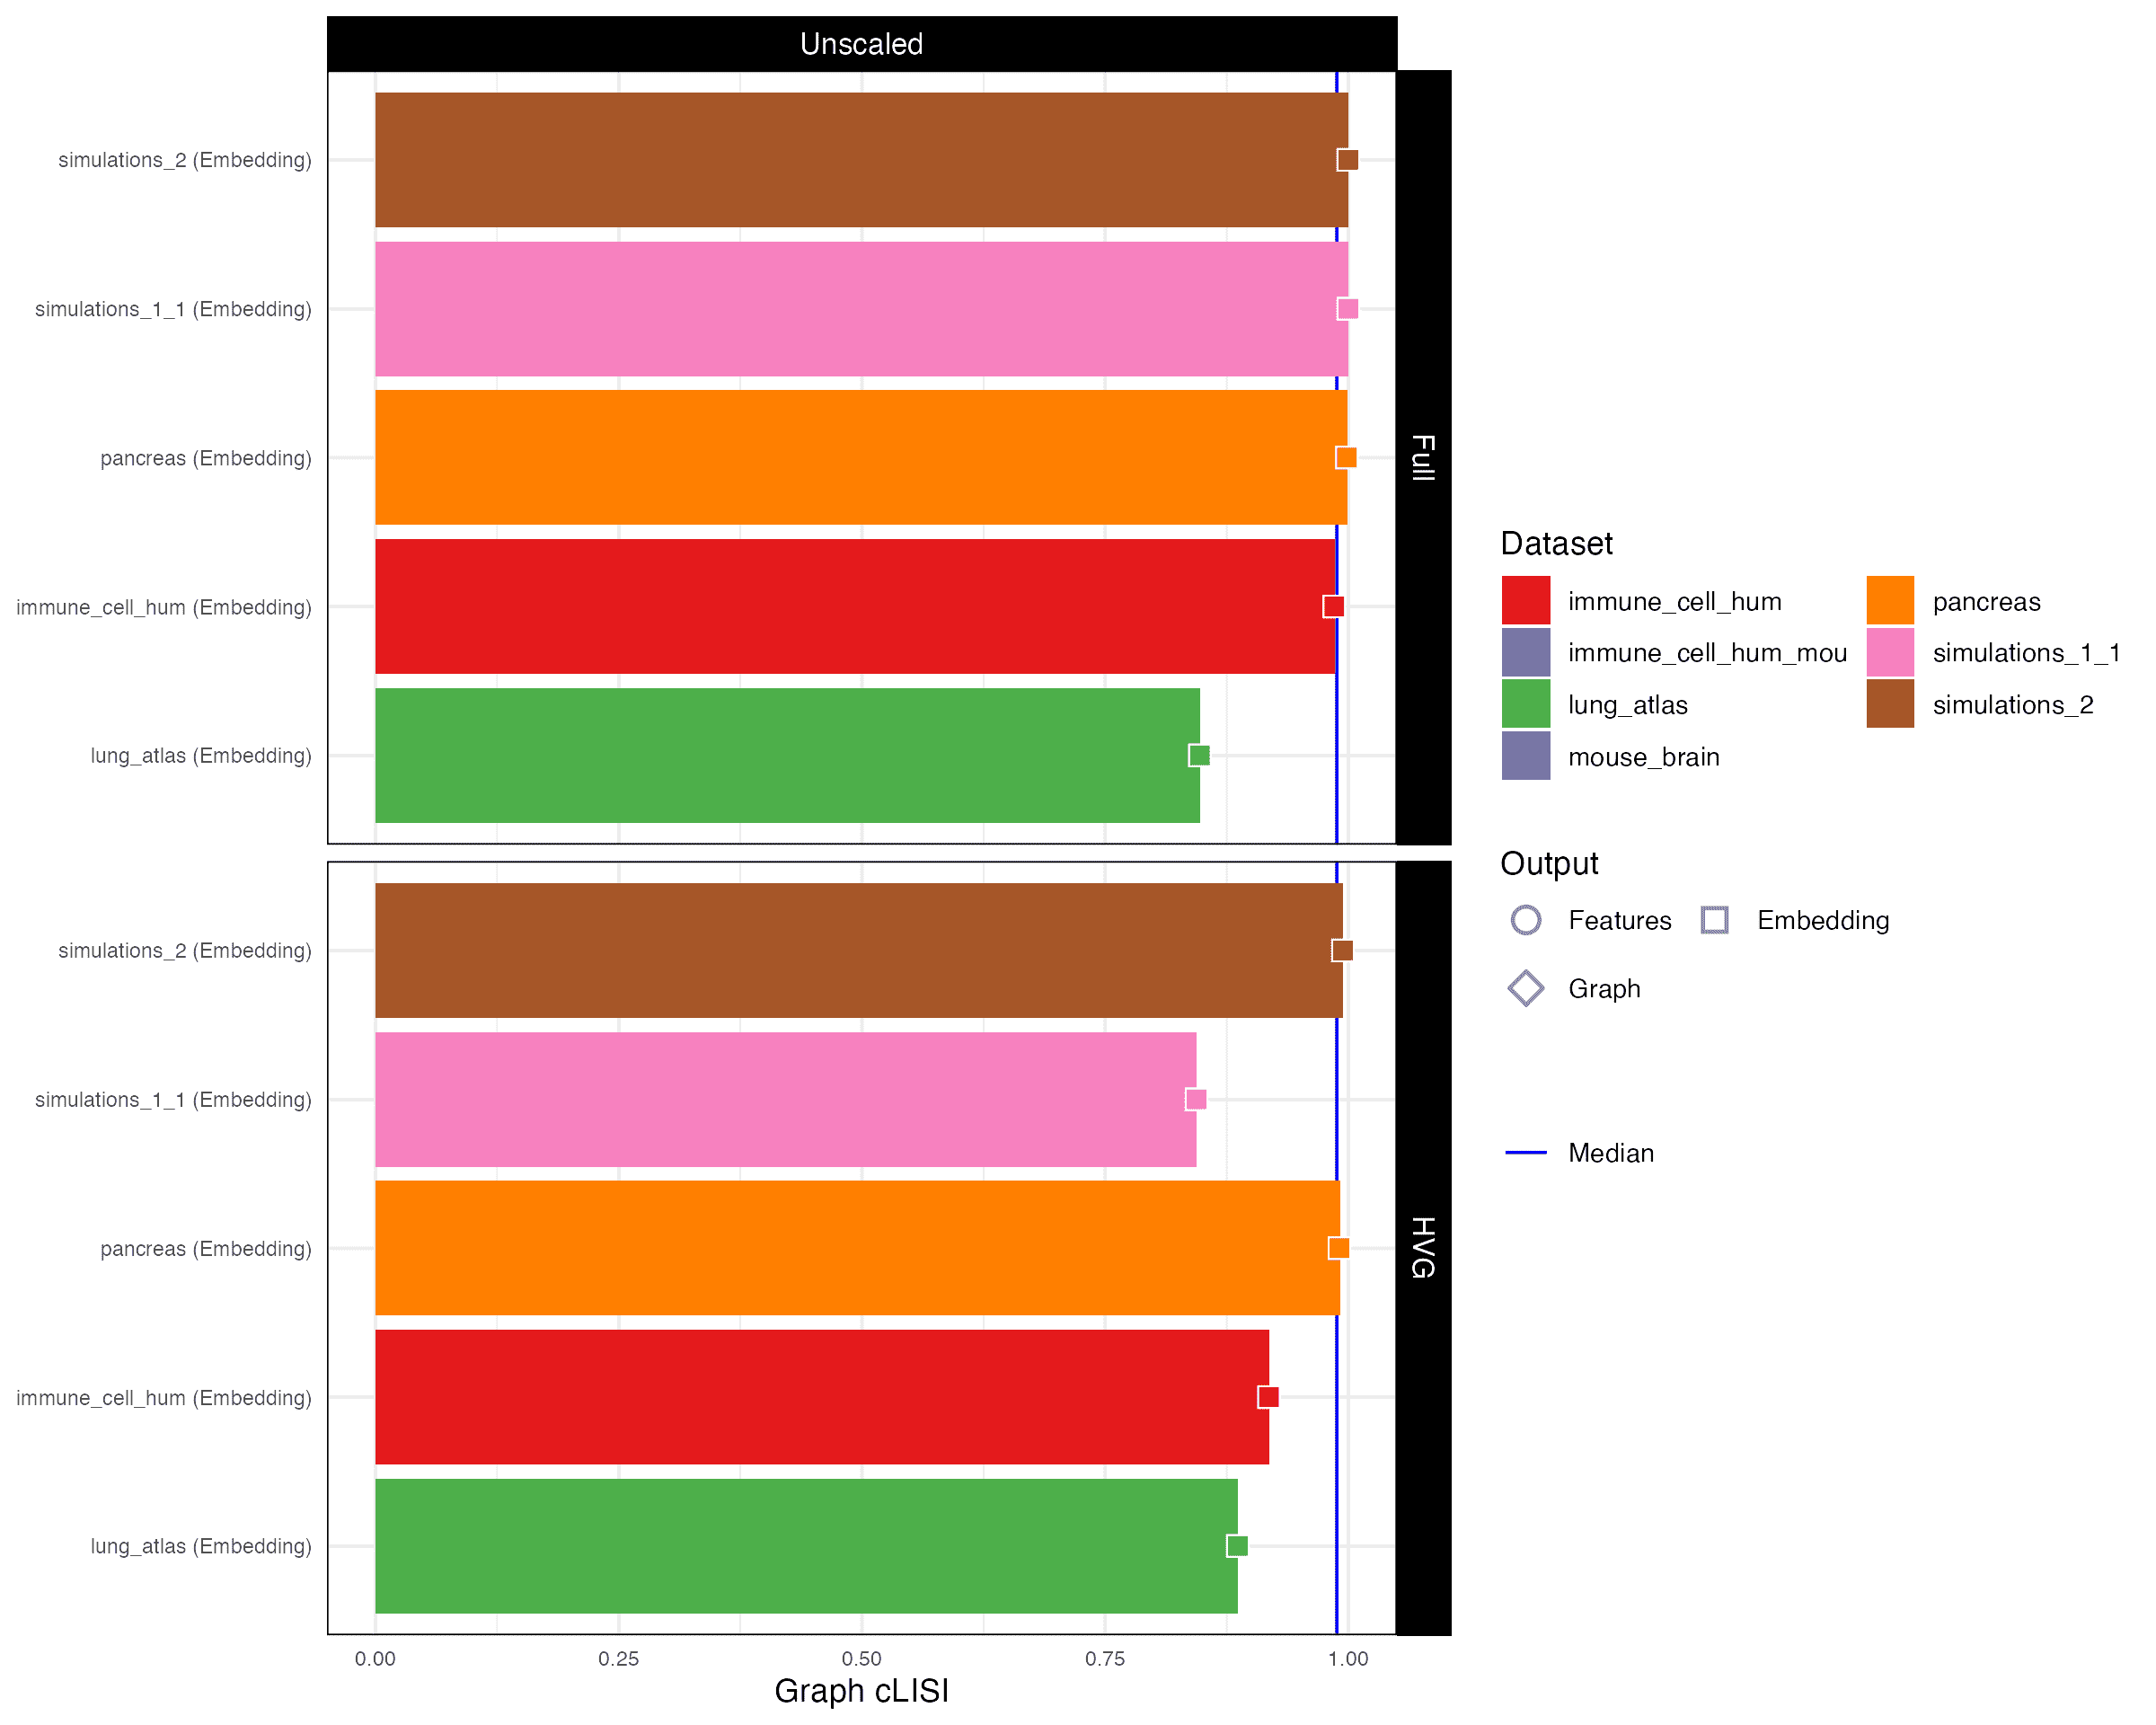 Unscaled
simulations_2 (Embedding)
simulations_1_1 (Embedding)
pancreas (Embedding)
immune_cell_hum (Embedding)
lung_atlas (Embedding)
Full
simulations_2 (Embedding)
simulations_1_1 (Embedding)
pancreas (Embedding)
immune_cell_hum (Embedding)
lung_atlas (Embedding)
HVG
0.00 0.25 0.50 0.75 1.00
Graph cLISI
Dataset
immune_cell_hum pancreas
immune_cell_hum_mou simulations_1_1
lung_atlas simulations_2
mouse_brain
Output
Features Embedding
Graph
Median